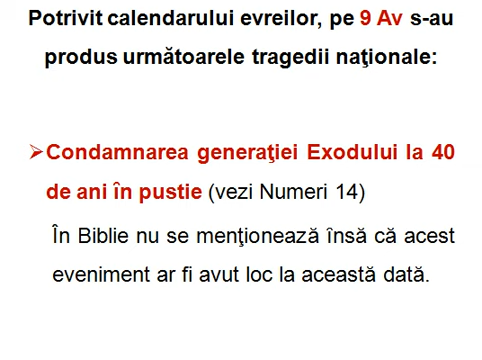 Potrivit calendarului evreilor, pe 9 Av s-au
produs următoarele tragedii naţionale:
➢Condamnarea generaţiei Exodului la 40
de ani în pustie (vezi Numeri 14)
În Biblie nu se menţionează însă că acest
eveniment ar fi avut loc la această dată.